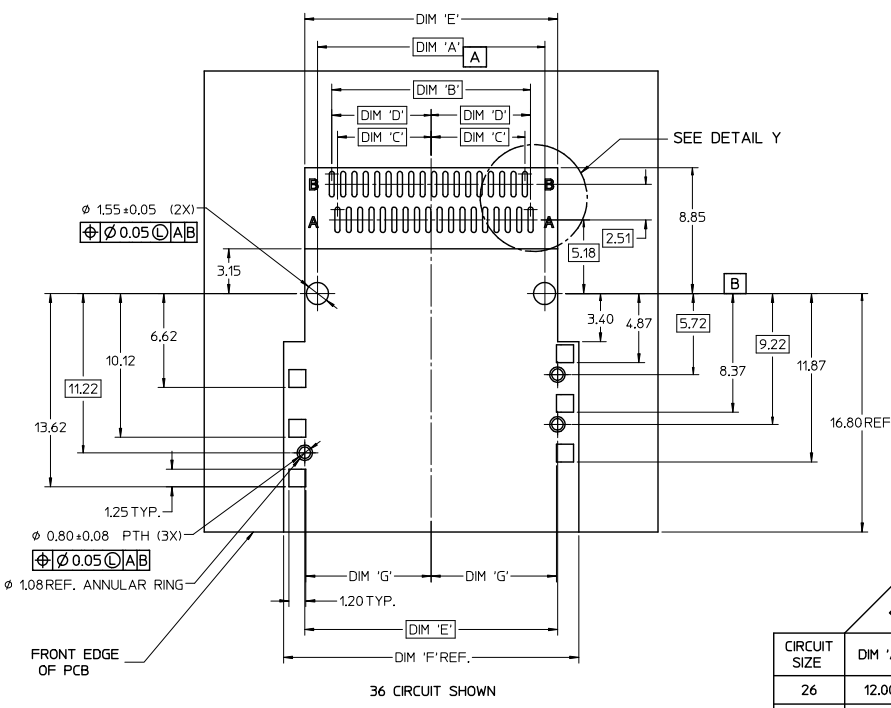 DIM 'E'
DIM 'A'
A
DIM 'B'
DIM 'D' DIM 'D'
DIM 'C' DIM 'C'
SEE DETAIL Y
B B
A A
⌀ 1.55±0.05 (2X)
⌖ ⌀ 0.05 Ⓛ A B
8.85
2.51
5.18
3.15
B
3.40
4.87
5.72
6.62
9.22
10.12
8.37
11.87
11.22
13.62
16.80 REF
1.25 TYP.
⌀ 0.80±0.08 PTH (3X)
⌖ ⌀ 0.05 Ⓛ A B
⌀ 1.08 REF. ANNULAR RING
DIM 'G' DIM 'G'
1.20 TYP.
DIM 'E'
FRONT EDGE
OF PCB
DIM 'F' REF.
36 CIRCUIT SHOWN
CIRCUIT
SIZE
DIM
26 12.00